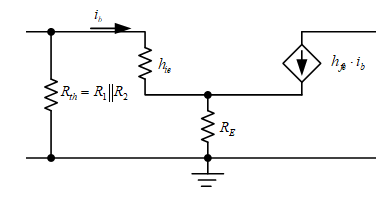 i_b
h_ie
h_fe · i_b
R_th = R_1||R_2
R_E